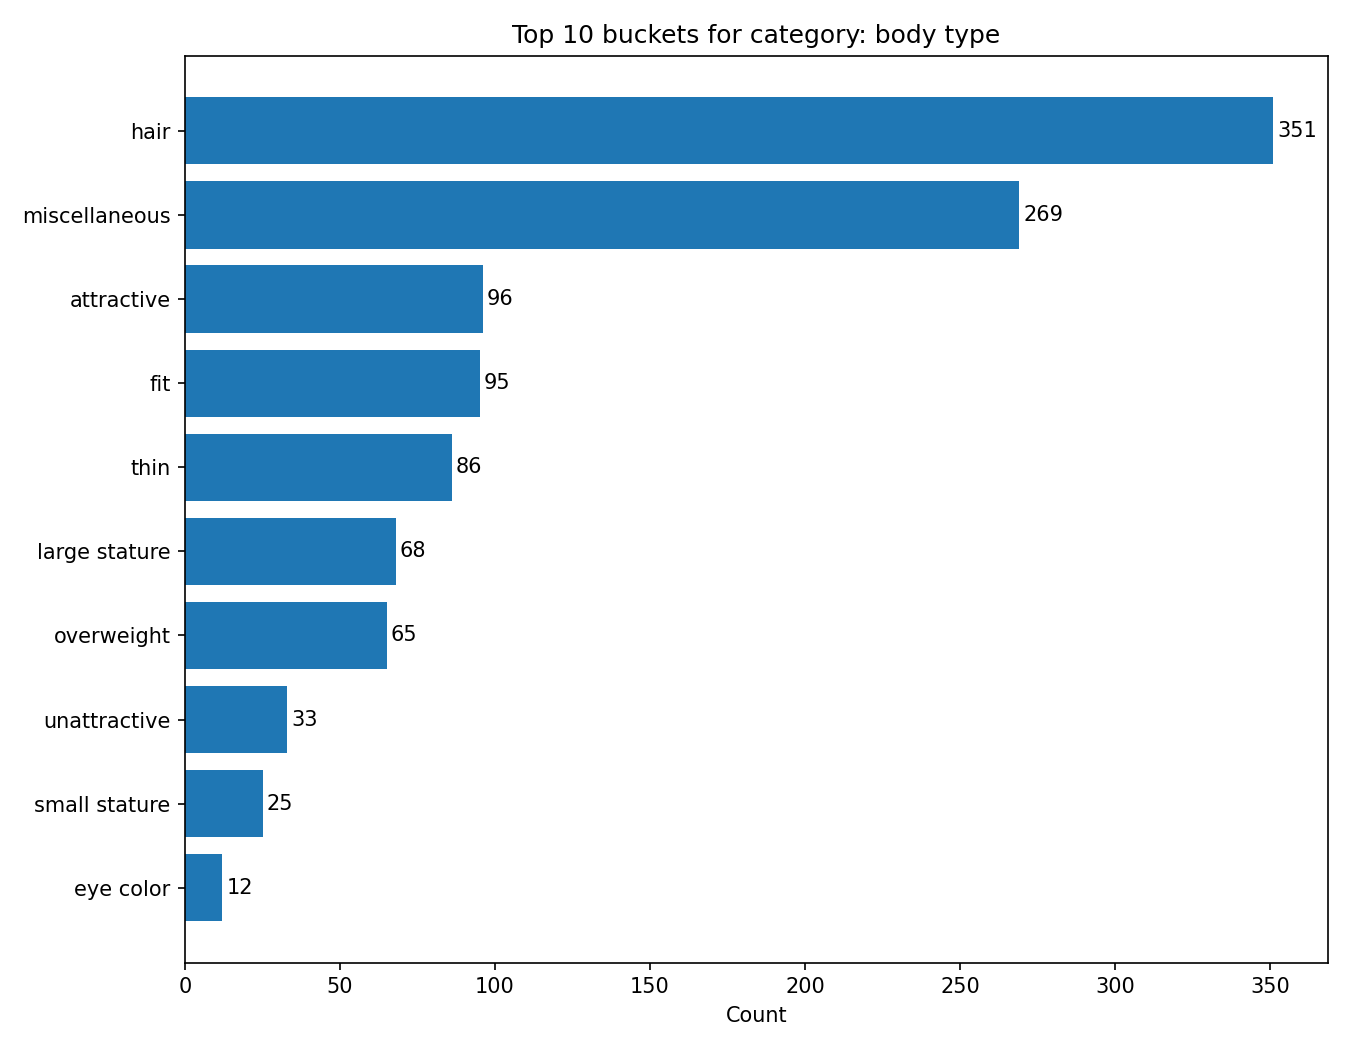 Top 10 buckets for category: body type
hair 351
miscellaneous 269
attractive 96
fit 95
thin 86
large stature 68
overweight 65
unattractive 33
small stature 25
eye color 12
0 50 100 150 200 250 300 350
Count